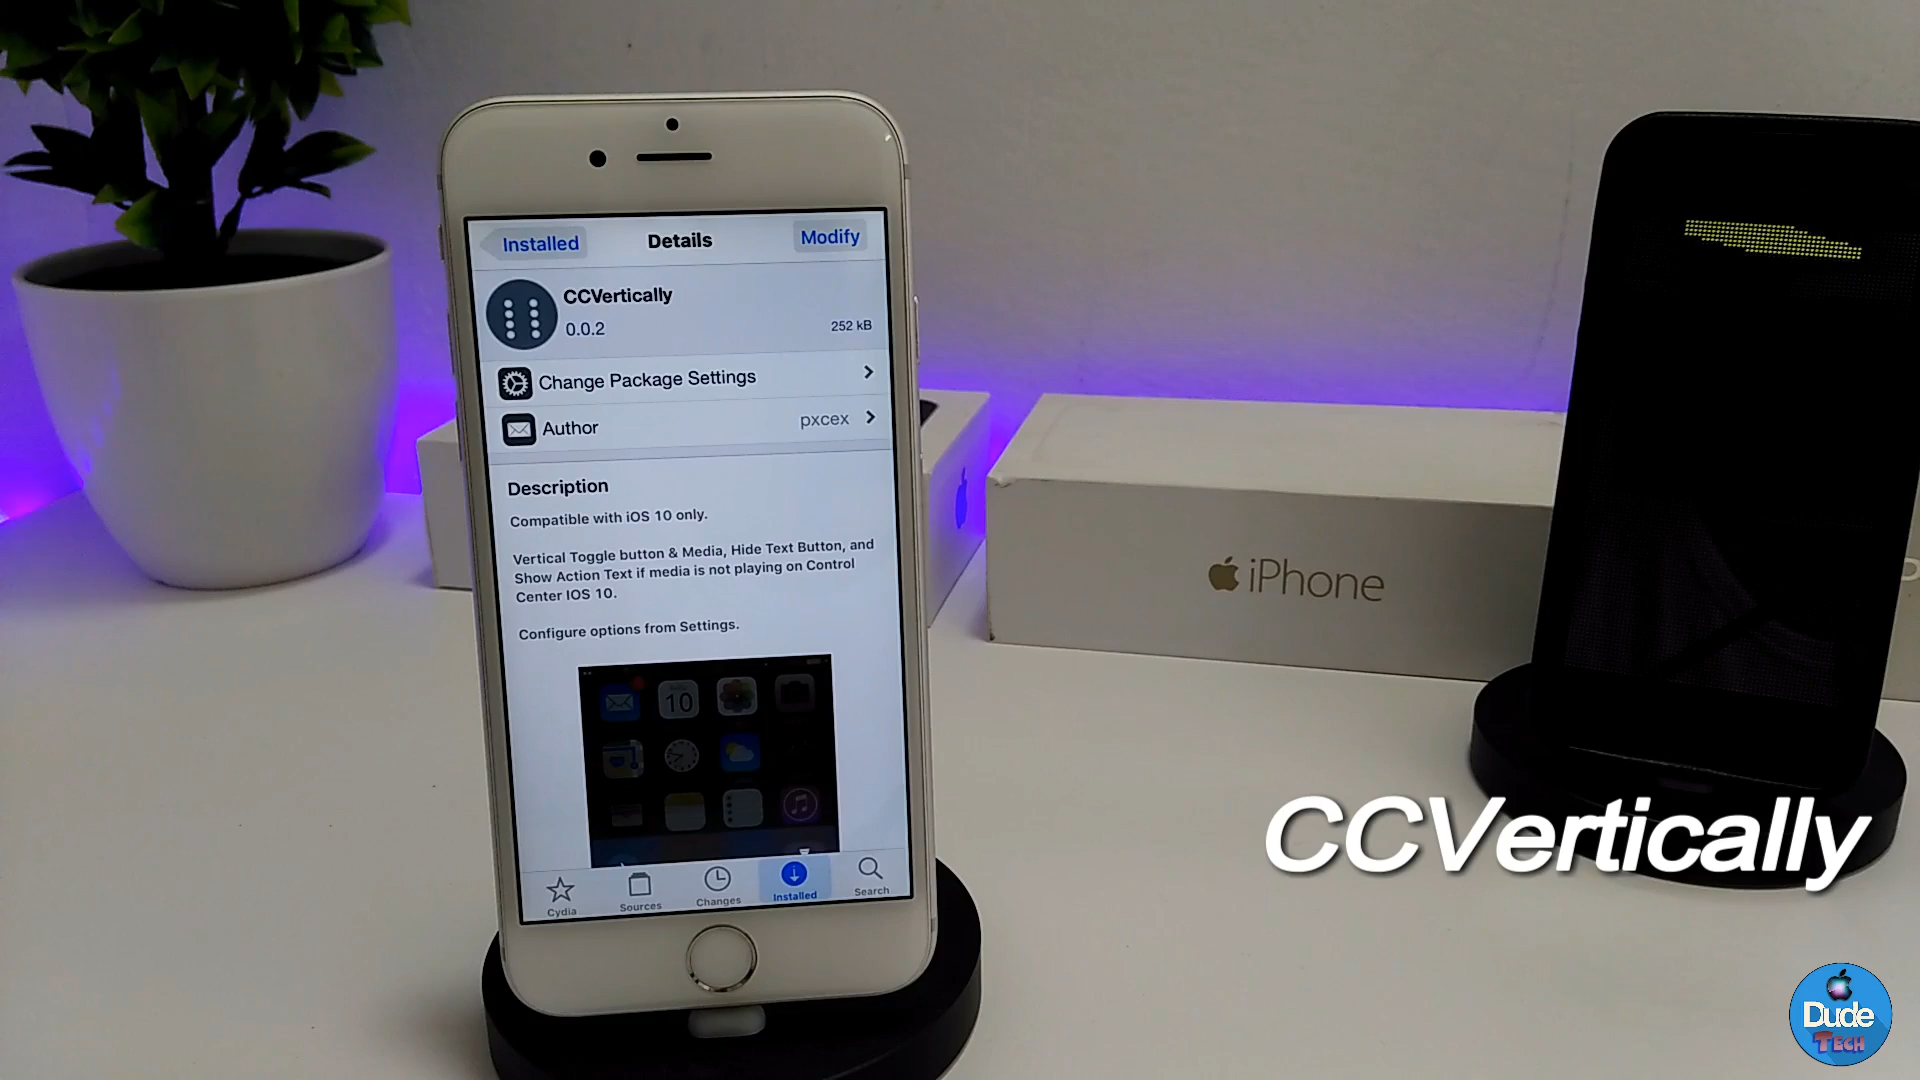 Installed
Details
Modify
CCVertically
0.0.2
252 kB
Change Package Settings
Author
pxcex
Description
Compatible with iOS 10 only.
Vertical Toggle button & Media, Hide Text Button, and
Show Action Text if media is not playing on Control
Center IOS 10.
Configure options from Settings.
10
Cydia
Sources
Changes
Installed
Search
iPhone
CCVertically
Dude
TECH